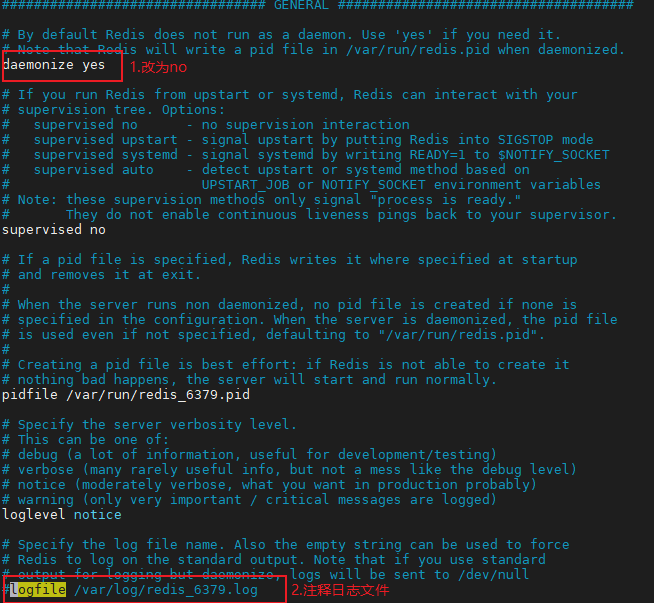 ################################# GENERAL #####################################
# By default Redis does not run as a daemon. Use 'yes' if you need it.
# Note that Redis will write a pid file in /var/run/redis.pid when daemonized.
daemonize yes 1.改为no
# If you run Redis from upstart or systemd, Redis can interact with your
# supervision tree. Options:
#   supervised no      - no supervision interaction
#   supervised upstart - signal upstart by putting Redis into SIGSTOP mode
#   supervised systemd - signal systemd by writing READY=1 to $NOTIFY_SOCKET
#   supervised auto    - detect upstart or systemd method based on
#                        UPSTART_JOB or NOTIFY_SOCKET environment variables
# Note: these supervision methods only signal "process is ready."
#       They do not enable continuous liveness pings back to your supervisor.
supervised no
# If a pid file is specified, Redis writes it where specified at startup
# and removes it at exit.
#
# When the server runs non daemonized, no pid file is created if none is
# specified in the configuration. When the server is daemonized, the pid file
# is used even if not specified, defaulting to "/var/run/redis.pid".
#
# Creating a pid file is best effort: if Redis is not able to create it
# nothing bad happens, the server will start and run normally.
pidfile /var/run/redis_6379.pid
# Specify the server verbosity level.
# This can be one of:
# debug (a lot of information, useful for development/testing)
# verbose (many rarely useful info, but not a mess like the debug level)
# notice (moderately verbose, what you want in production probably)
# warning (only very important / critical messages are logged)
loglevel notice
# Specify the log file name. Also the empty string can be used to force
# Redis to log on the standard output. Note that if you use standard
# output for logging but daemonize, logs will be sent to /dev/null
#logfile /var/log/redis_6379.log 2.注释日志文件